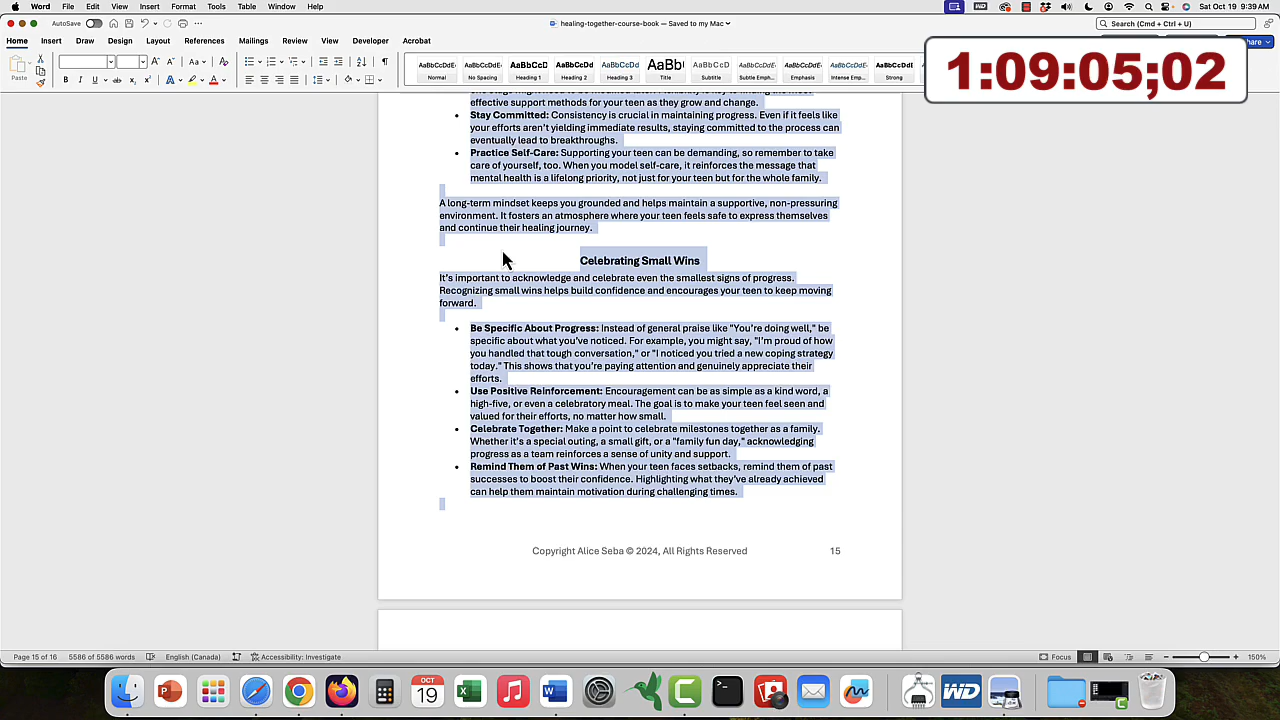 Word File Edit View Insert Format Tools Table Window Help
Sat Oct 19 9:39 AM
AutoSave
healing-together-course-book — Saved to my Mac
Search (Cmd + Ctrl + U)
Home Insert Draw Design Layout References Mailings Review View Developer Acrobat
1:09:05;02
Paste
AaBbCcDdE
Normal
No Spacing
Heading 1
Heading 2
Heading 3
Title
Subtitle
Subtle Emph...
Emphasis
Intense Emp...
Strong
effective support methods for your teen as they grow and change.
• Stay Committed: Consistency is crucial in maintaining progress. Even if it feels like
your efforts aren't yielding immediate results, staying committed to the process can
eventually lead to breakthroughs.
• Practice Self-Care: Supporting your teen can be demanding, so remember to take
care of yourself, too. When you model self-care, it reinforces the message that
mental health is a lifelong priority, not just for your teen but for the whole family.
A long-term mindset keeps you grounded and helps maintain a supportive, non-pressuring
environment. It fosters an atmosphere where your teen feels safe to express themselves
and continue their healing journey.
Celebrating Small Wins
It's important to acknowledge and celebrate even the smallest signs of progress.
Recognizing small wins helps build confidence and encourages your teen to keep moving
forward.
• Be Specific About Progress: Instead of general praise like "You're doing well," be
specific about what you've noticed. For example, you might say, "I'm proud of how
you handled that tough conversation," or "I noticed you tried a new coping strategy
today." This shows that you're paying attention and genuinely appreciate their
efforts.
• Use Positive Reinforcement: Encouragement can be as simple as a kind word, a
high-five, or even a celebratory meal. The goal is to make your teen feel seen and
valued for their efforts, no matter how small.
• Celebrate Together: Make a point to celebrate milestones together as a family.
Whether it's a special outing, a small gift, or a "family fun day," acknowledging
progress as a team reinforces a sense of unity and support.
• Remind Them of Past Wins: When your teen faces setbacks, remind them of past
successes to boost their confidence. Highlighting what they've already achieved
can help them maintain motivation during challenging times.
Copyright Alice Seba © 2024, All Rights Reserved 15
Page 15 of 16 5586 of 5586 words English (Canada) Accessibility: Investigate Focus 150%
OCT
19
WD